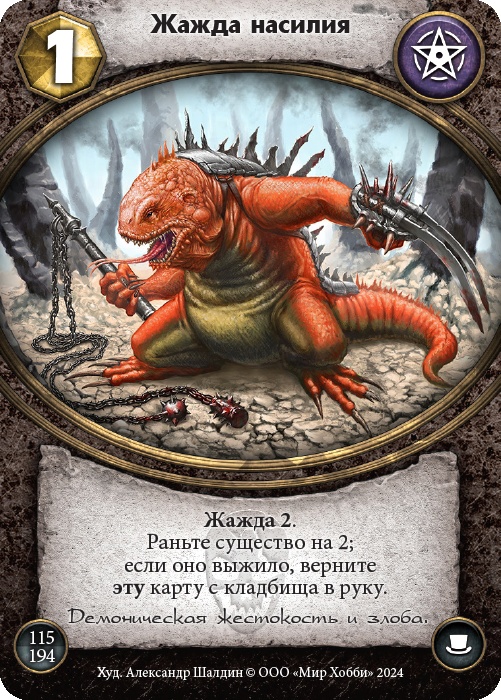 Жажда насилия
1
Жажда 2.
Раньте существо на 2;
если оно выжило, верните
эту карту с кладбища в руку.
Демоническая жестокость и злоба.
115
194
Худ. Александр Шалдин © ООО «Мир Хобби» 2024